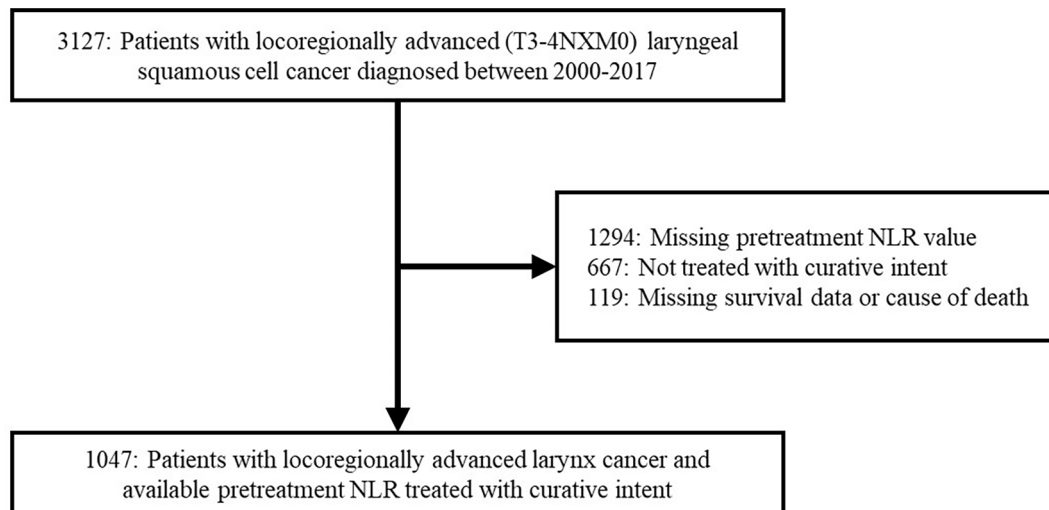 3127: Patients with locoregionally advanced (T3-4NXM0) laryngeal
squamous cell cancer diagnosed between 2000-2017
1294: Missing pretreatment NLR value
667: Not treated with curative intent
119: Missing survival data or cause of death
1047: Patients with locoregionally advanced larynx cancer and
available pretreatment NLR treated with curative intent